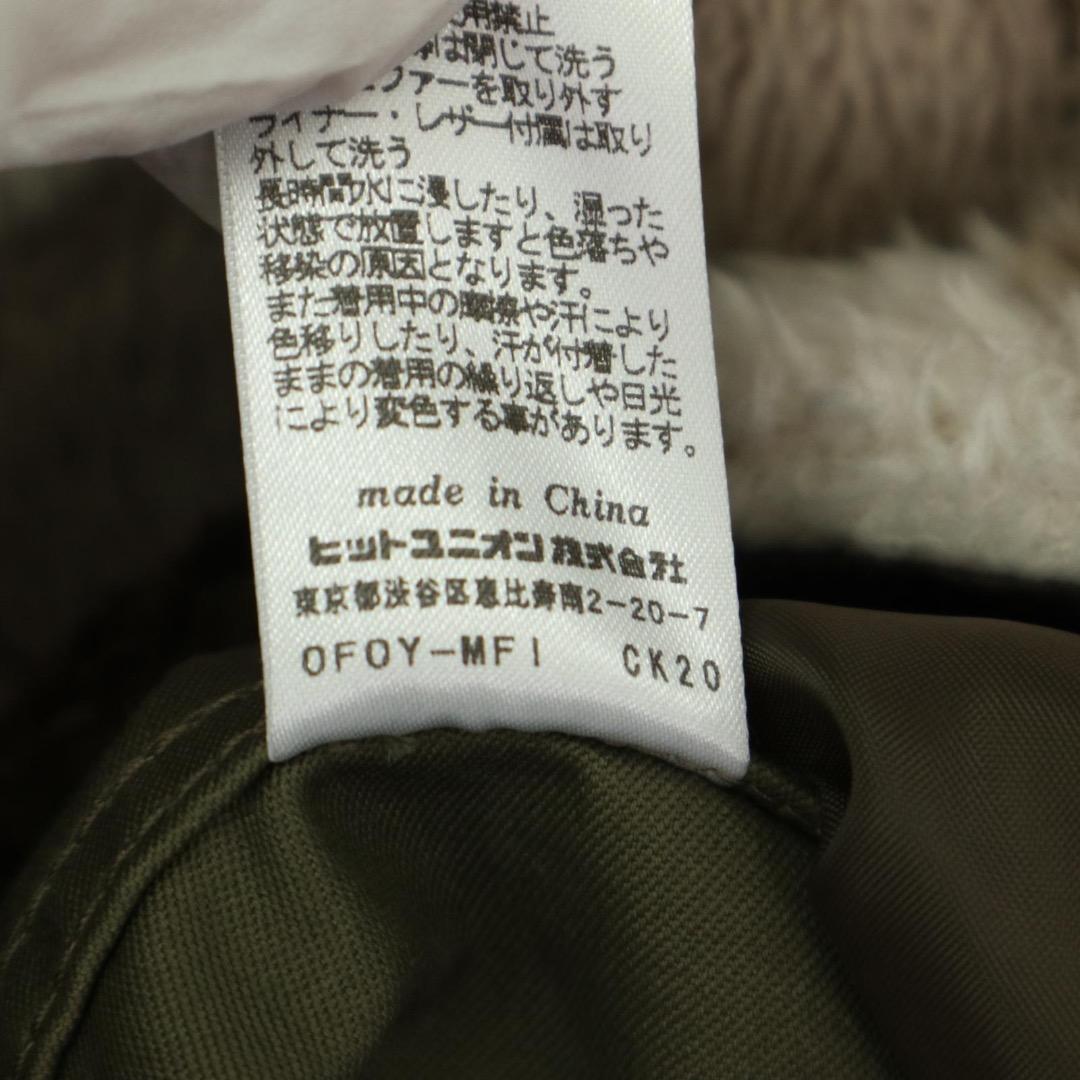 用禁止
は閉じて洗う
ファーを取り外す
ライナー・レザー付属は取り
外して洗う
長時間水に浸したり、湿った
状態で放置しますと色落ちや
移染の原因となります。
また着用中の摩擦や汗により
色移りしたり、汗が付着した
ままの着用の繰り返しや日光
により変色する事があります。
made in China
ヒットユニオン株式会社
東京都渋谷区恵比寿南2-20-7
OFOY-MF1 CK20